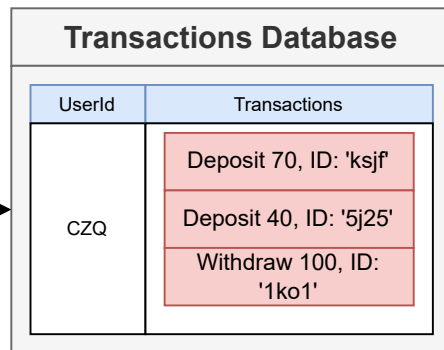 Transactions Database
UserId
Transactions
CZQ
Deposit 70, ID: 'ksjf'
Deposit 40, ID: '5j25'
Withdraw 100, ID:
'1ko1'